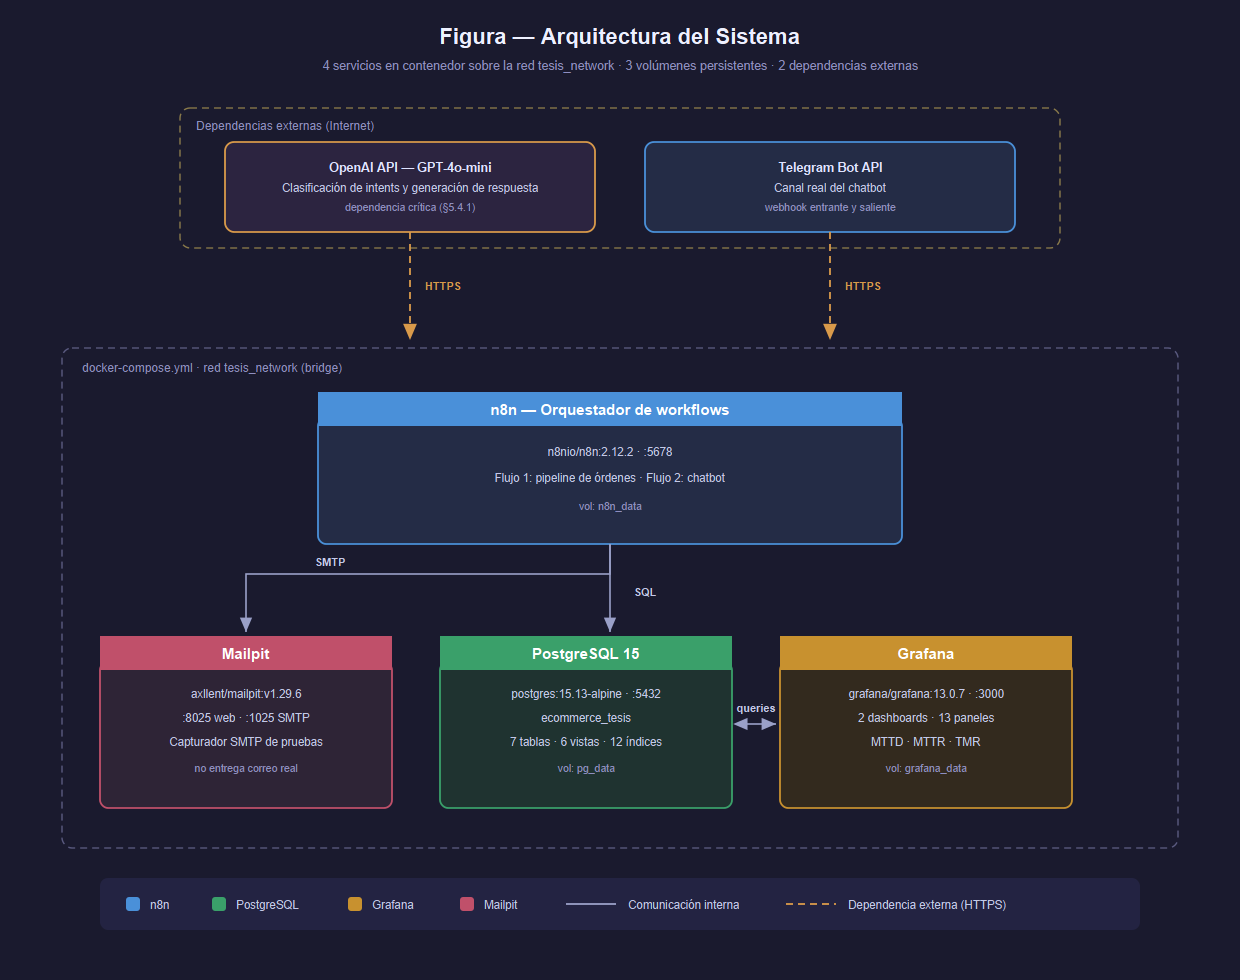 Figura — Arquitectura del Sistema
4 servicios en contenedor sobre la red tesis_network · 3 volúmenes persistentes · 2 dependencias externas
Dependencias externas (Internet)
OpenAI API — GPT-4o-mini
Clasificación de intents y generación de respuesta
dependencia crítica (§5.4.1)
Telegram Bot API
Canal real del chatbot
webhook entrante y saliente
HTTPS
HTTPS
docker-compose.yml · red tesis_network (bridge)
n8n — Orquestador de workflows
n8nio/n8n:2.12.2 · :5678
Flujo 1: pipeline de órdenes · Flujo 2: chatbot
vol: n8n_data
SMTP
SQL
Mailpit
axllent/mailpit:v1.29.6
:8025 web · :1025 SMTP
Capturador SMTP de pruebas
no entrega correo real
PostgreSQL 15
postgres:15.13-alpine · :5432
ecommerce_tesis
7 tablas · 6 vistas · 12 índices
vol: pg_data
queries
Grafana
grafana/grafana:13.0.7 · :3000
2 dashboards · 13 paneles
MTTD · MTTR · TMR
vol: grafana_data
n8n
PostgreSQL
Grafana
Mailpit
Comunicación interna
Dependencia externa (HTTPS)